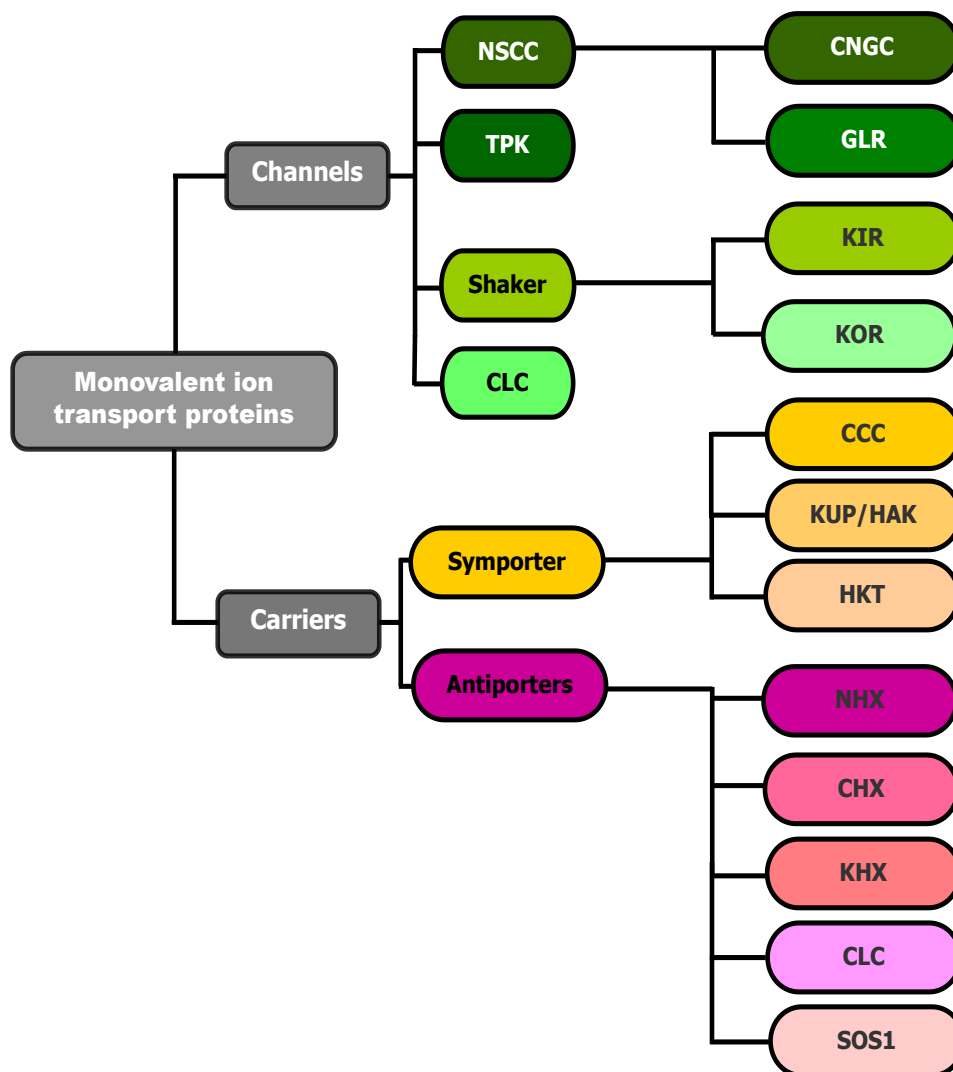 NSCC
CNGC
TPK
GLR
Channels
KIR
Shaker
KOR
Monovalent ion
transport proteins
CLC
CCC
KUP/HAK
Symporter
HKT
Carriers
Antiporters
NHX
CHX
KHX
CLC
SOS1